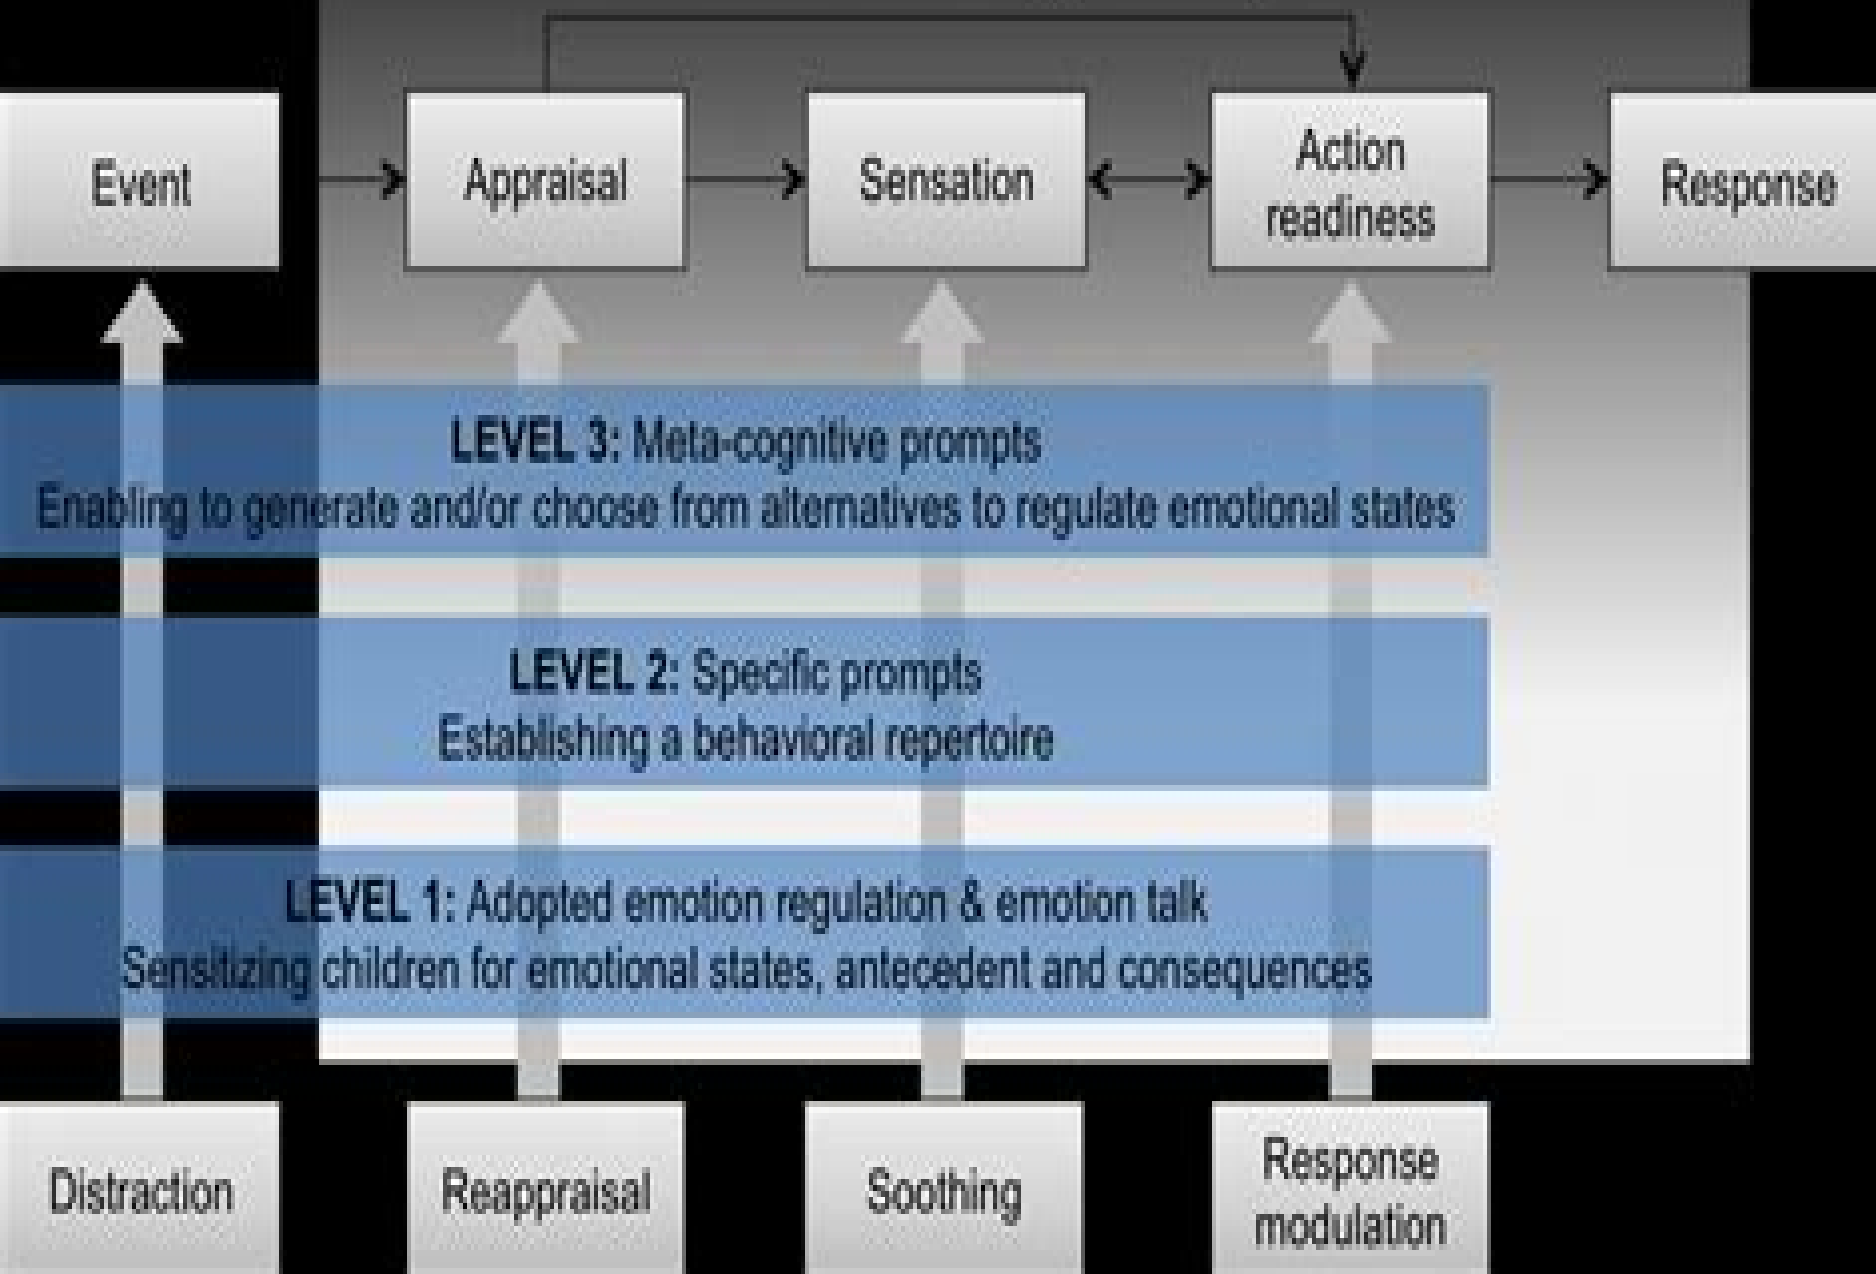 Event
Appraisal
Sensation
Action
readiness
Response
LEVEL 3: Meta-cognitive prompts
Enabling to generate and/or choose from alternatives to regulate emotional states
LEVEL 2: Specific prompts
Establishing a behavioral repertoire
LEVEL 1: Adopted emotion regulation & emotion talk
Sensitizing children for emotional states, antecedent and consequences
Distraction
Reappraisal
Soothing
Response
modulation